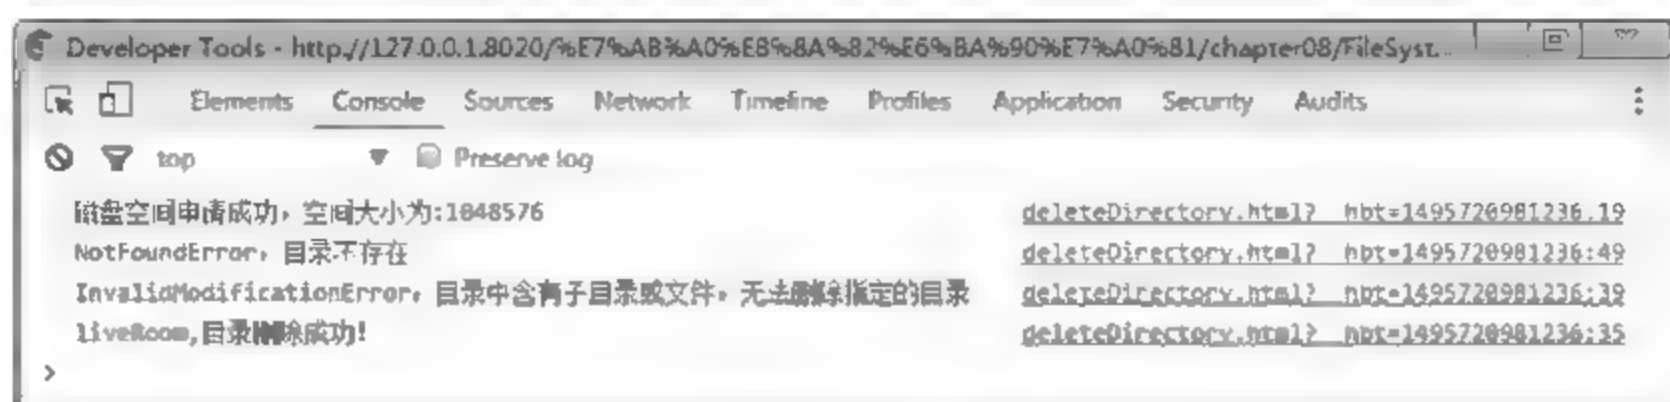 Developer Tools - http://127.0.0.1:8020/%E7%AB%A0%E8%8A%82%E6%BA%90%E7%A0%81/chapter08/FileSyst...
Elements Console Sources Network Timeline Profiles Application Security Audits
top Preserve log
磁盘空间申请成功，空间大小为:1048576 deleteDirectory.html?__hbt=1495720981236:19
NotFoundError，目录不存在 deleteDirectory.html?__hbt=1495720981236:49
InvalidModificationError，目录中含有子目录或文件，无法删除指定的目录 deleteDirectory.html?__hbt=1495720981236:39
liveRoom,目录删除成功! deleteDirectory.html?__hbt=1495720981236:35
>